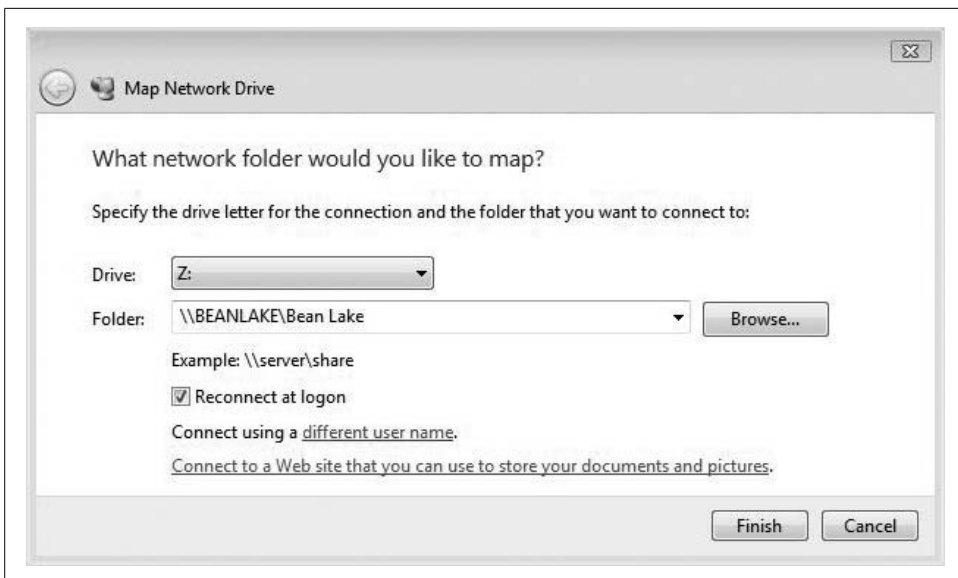 Map Network Drive
What network folder would you like to map?
Specify the drive letter for the connection and the folder that you want to connect to:
Drive: Z:
Folder: \\BEANLAKE\Bean Lake Browse...
Example: \\server\share
Reconnect at logon
Connect using a different user name.
Connect to a Web site that you can use to store your documents and pictures.
Finish Cancel